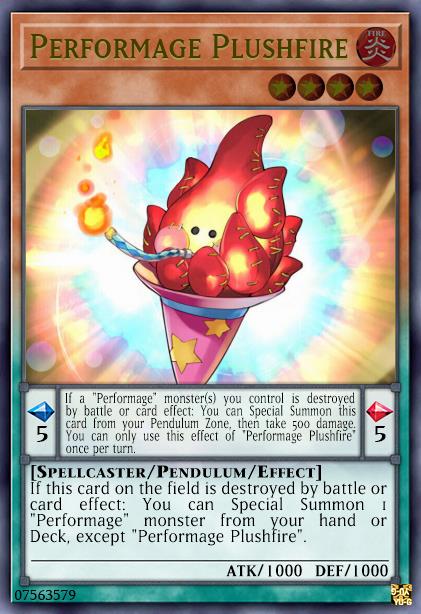 PERFORMAGE PLUSHFIRE
FIRE
炎
If a "Performage" monster(s) you control is destroyed
by battle or card effect: You can Special Summon this
card from your Pendulum Zone, then take 500 damage.
You can only use this effect of "Performage Plushfire"
once per turn.
5
5
[SPELLCASTER/PENDULUM/EFFECT]
If this card on the field is destroyed by battle or
card effect: You can Special Summon 1
"Performage" monster from your hand or
Deck, except "Performage Plushfire".
ATK/1000 DEF/1000
07563579